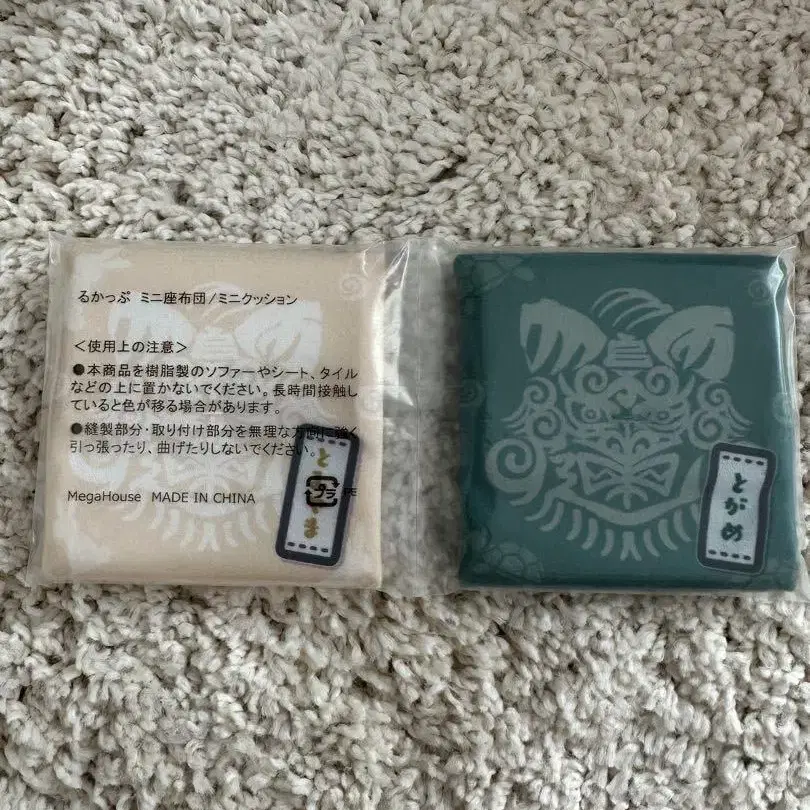 るかっぷ ミニ座布団/ミニクッション
<使用上の注意>
●本商品を樹脂製のソファーやシート、タイル
などの上に置かないでください。長時間接触し
ていると色が移る場合があります。
●縫製部分・取り付け部分を無理な方向に強く
引っ張ったり、曲げたりしないでください。
MegaHouse MADE IN CHINA
プラ
PE
とがめ